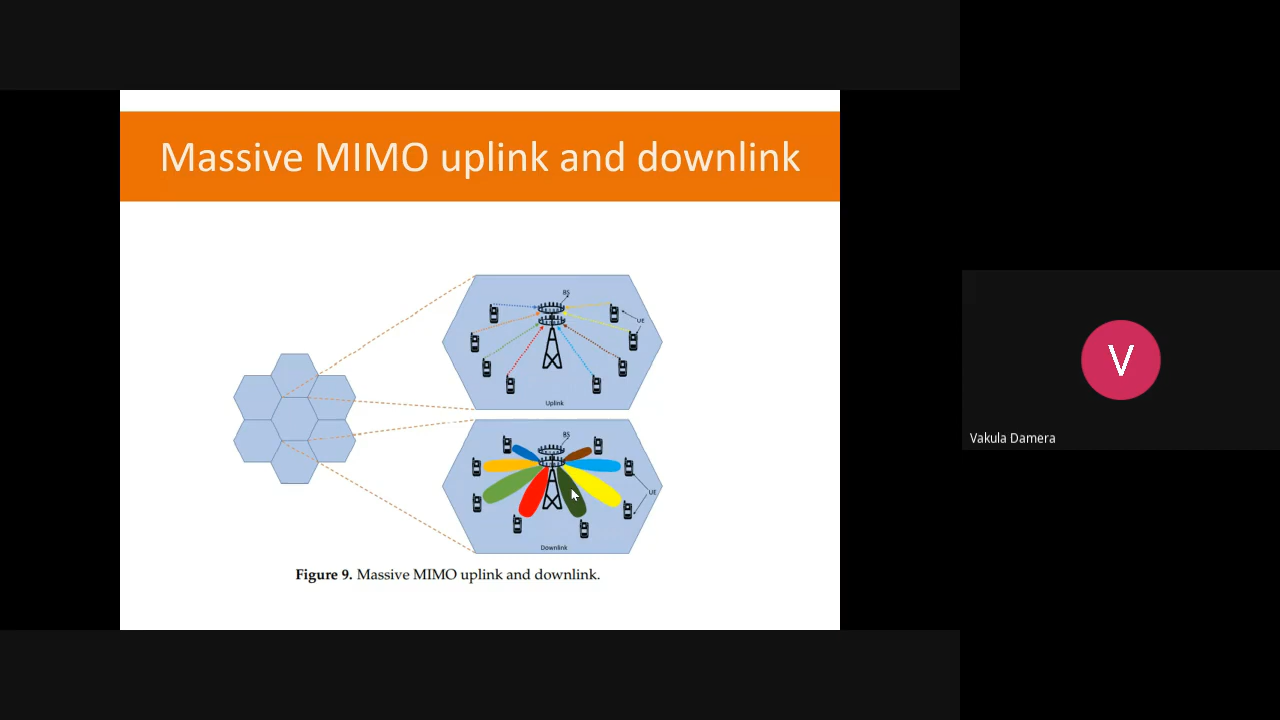 Massive MIMO uplink and downlink
BS
UE
Uplink
BS
UE
Downlink
Figure 9. Massive MIMO uplink and downlink.
V
Vakula Damera